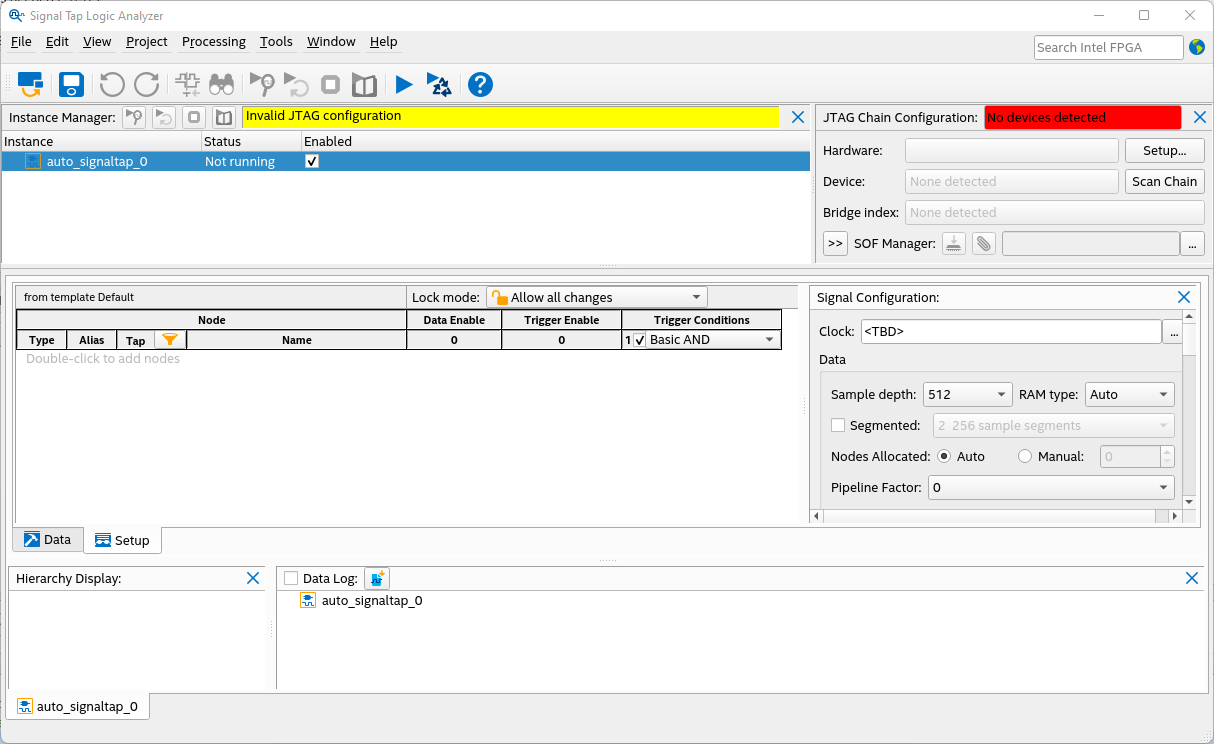 Signal Tap Logic Analyzer
File Edit View Project Processing Tools Window Help
Search Intel FPGA
Instance Manager: Invalid JTAG configuration
Instance Status Enabled
auto_signaltap_0 Not running
JTAG Chain Configuration: No devices detected
Hardware: Setup...
Device: None detected Scan Chain
Bridge index: None detected
>> SOF Manager: ...
from template Default Lock mode: Allow all changes
Node Data Enable Trigger Enable Trigger Conditions
Type Alias Tap Name 0 0 1 Basic AND
Double-click to add nodes
Signal Configuration:
Clock: <TBD> ...
Data
Sample depth: 512 RAM type: Auto
Segmented: 2 256 sample segments
Nodes Allocated: Auto Manual: 0
Pipeline Factor: 0
Data Setup
Hierarchy Display:
Data Log:
auto_signaltap_0
auto_signaltap_0